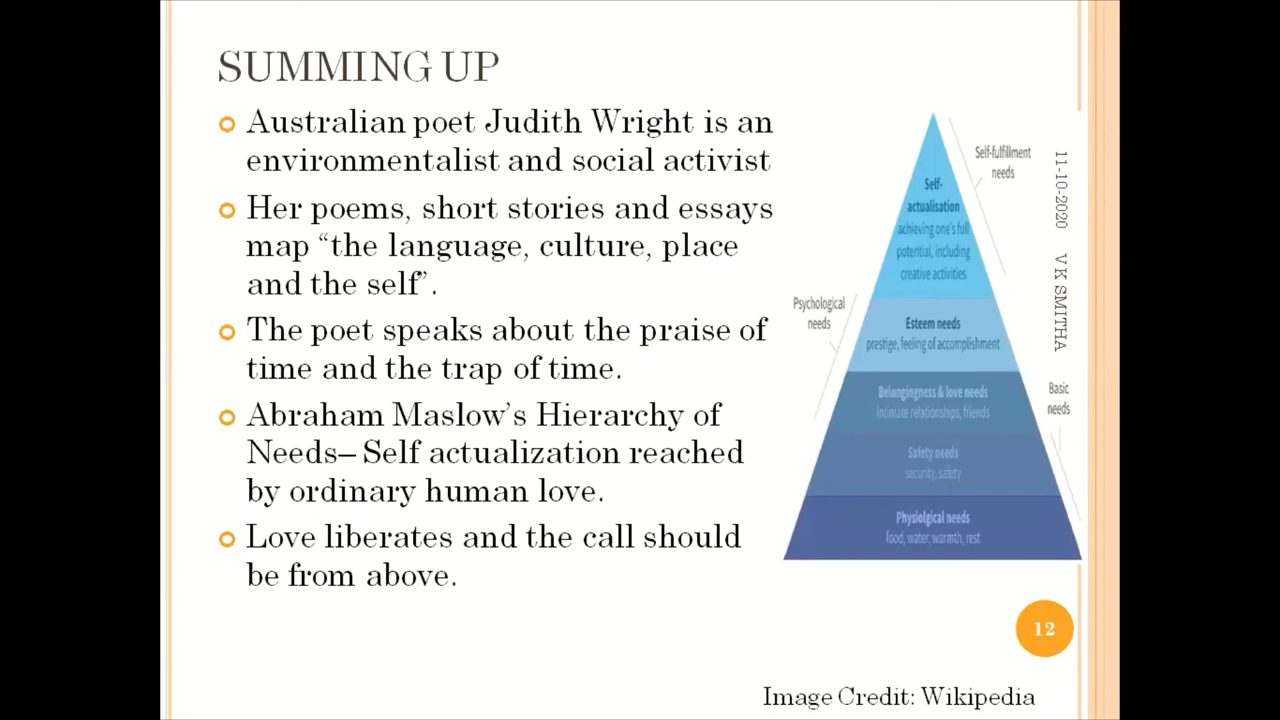 SUMMING UP
Australian poet Judith Wright is an
environmentalist and social activist
Her poems, short stories and essays
map “the language, culture, place
and the self”.
The poet speaks about the praise of
time and the trap of time.
Abraham Maslow’s Hierarchy of
Needs– Self actualization reached
by ordinary human love.
Love liberates and the call should
be from above.
Self-fulfillment
needs
Self-
actualisation
achieving one's full
potential, including
creative activities
Psychological
needs
Esteem needs
prestige, feeling of accomplishment
Belongingness & love needs
intimate relationships, friends
Basic
needs
Safety needs
security, safety
Physiolgical needs
food, water, warmth, rest
11-10-2020
V K SMITHA
12
Image Credit: Wikipedia